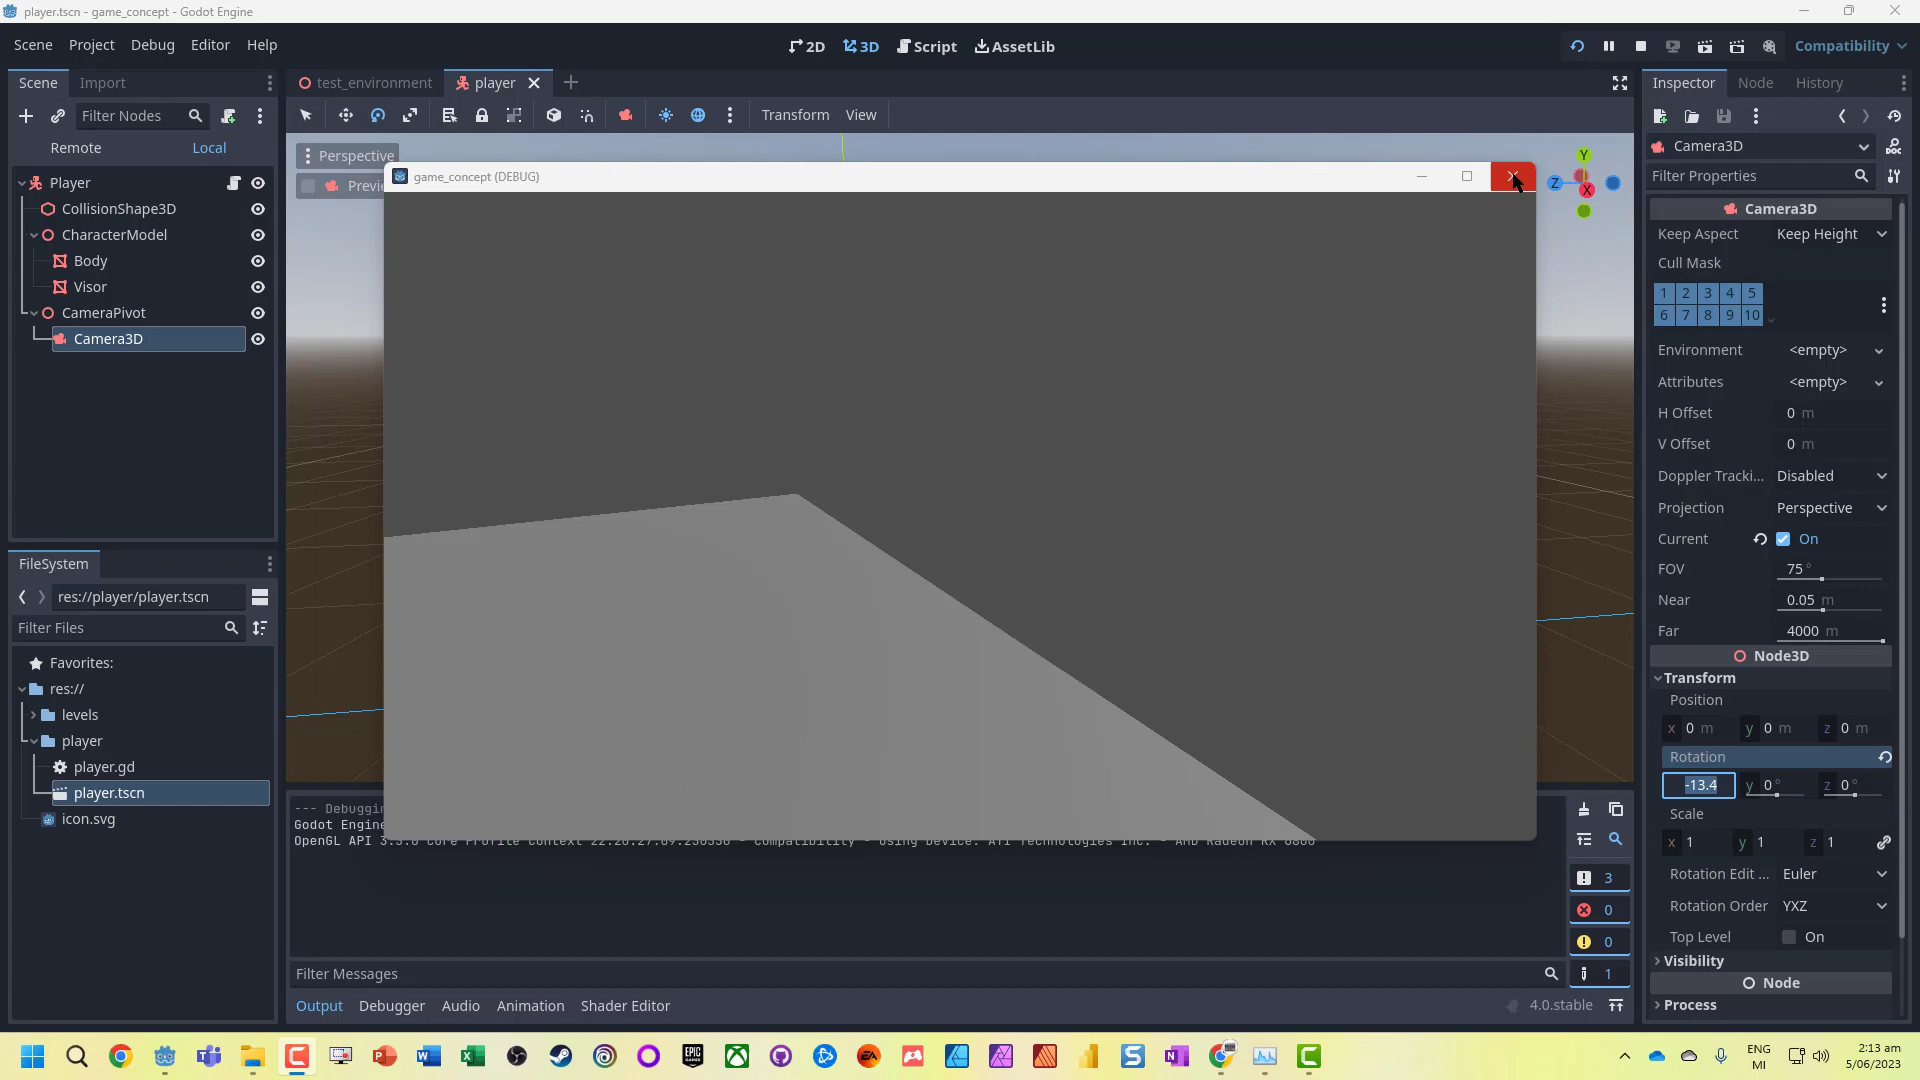 player.tscn - game_concept - Godot Engine
Scene Project Debug Editor Help
2D 3D Script AssetLib
Compatibility
Scene Import
test_environment player
Inspector Node History
Filter Nodes
Transform View
Remote Local
Camera3D
Perspective
Filter Properties
game_concept (DEBUG)
Previe
Y
Z
X
Player
CollisionShape3D
CharacterModel
Body
Visor
CameraPivot
Camera3D
Camera3D
Keep Aspect Keep Height
Cull Mask
1 2 3 4 5
6 7 8 9 10
Environment <empty>
Attributes <empty>
H Offset 0 m
V Offset 0 m
Doppler Tracki... Disabled
Projection Perspective
Current On
FOV 75 °
Near 0.05 m
Far 4000 m
Node3D
Transform
Position
x 0 m y 0 m z 0 m
Rotation
-13.4 y 0° z 0°
Scale
x 1 y 1 z 1
Rotation Edit ... Euler
Rotation Order YXZ
Top Level On
Visibility
Node
Process
FileSystem
res://player/player.tscn
Filter Files
Favorites:
res://
levels
player
player.gd
player.tscn
icon.svg
--- Debuggin
Godot Engine
OpenGL API 3.3.0 Core Profile Context 22.20.27.09.230330 - Compatibility - Using Device: ATI Technologies Inc. - AMD Radeon RX 6800
3
0
0
1
Filter Messages
Output Debugger Audio Animation Shader Editor
4.0.stable
ENG
MI
2:13 am
5/06/2023